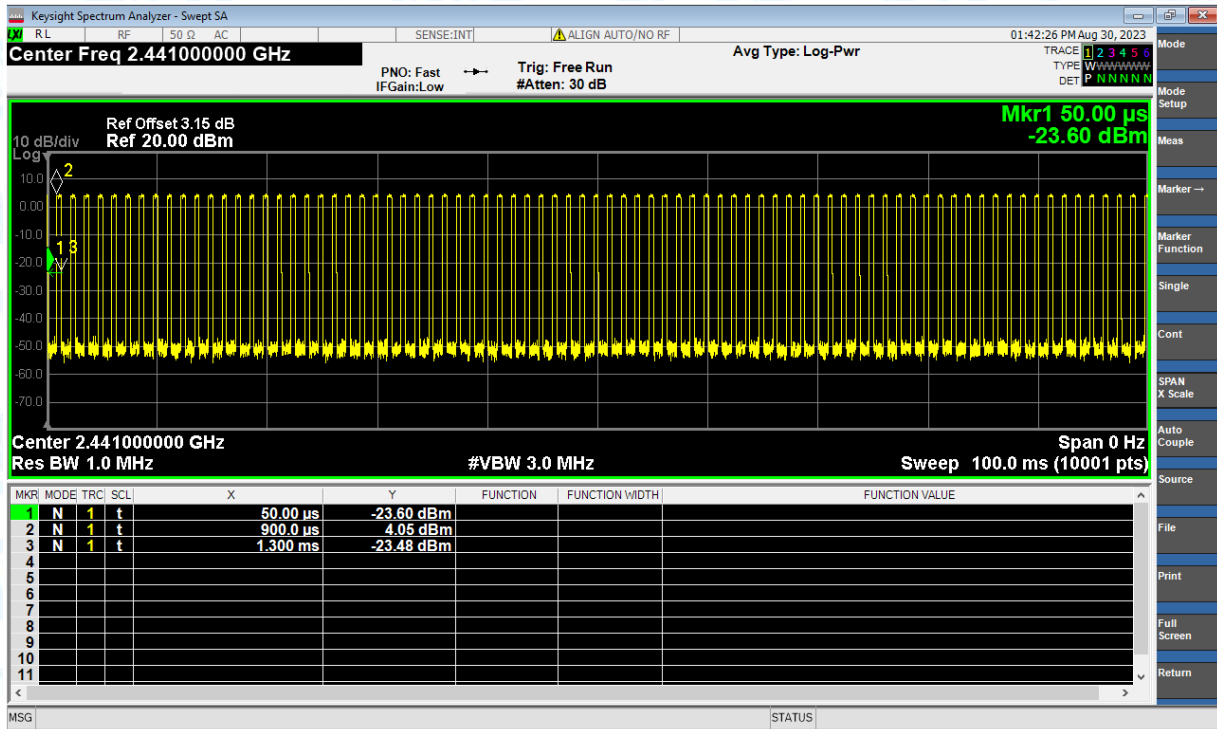 Keysight Spectrum Analyzer - Swept SA
LXI RL RF 50 Ω AC SENSE:INT ALIGN AUTO/NO RF 01:42:26 PM Aug 30, 2023
Center Freq 2.441000000 GHz
PNO: Fast
IFGain:Low
Trig: Free Run
#Atten: 30 dB
Avg Type: Log-Pwr
TRACE 1 2 3 4 5 6
TYPE WWWWWW
DET P N N N N N
Mkr1 50.00 µs
-23.60 dBm
Ref Offset 3.15 dB
10 dB/div Ref 20.00 dBm
Log
10.0
0.00
-10.0
-20.0
-30.0
-40.0
-50.0
-60.0
-70.0
2
1 3
Center 2.441000000 GHz Span 0 Hz
Res BW 1.0 MHz #VBW 3.0 MHz Sweep 100.0 ms (10001 pts)
MKR MODE TRC SCL X Y FUNCTION FUNCTION WIDTH FUNCTION VALUE
1 N 1 t 50.00 µs -23.60 dBm
2 N 1 t 900.0 µs 4.05 dBm
3 N 1 t 1.300 ms -23.48 dBm
4
5
6
7
8
9
10
11
MSG STATUS
Mode
Mode
Setup
Meas
Marker →
Marker
Function
Single
Cont
SPAN
X Scale
Auto
Couple
Source
File
Print
Full
Screen
Return